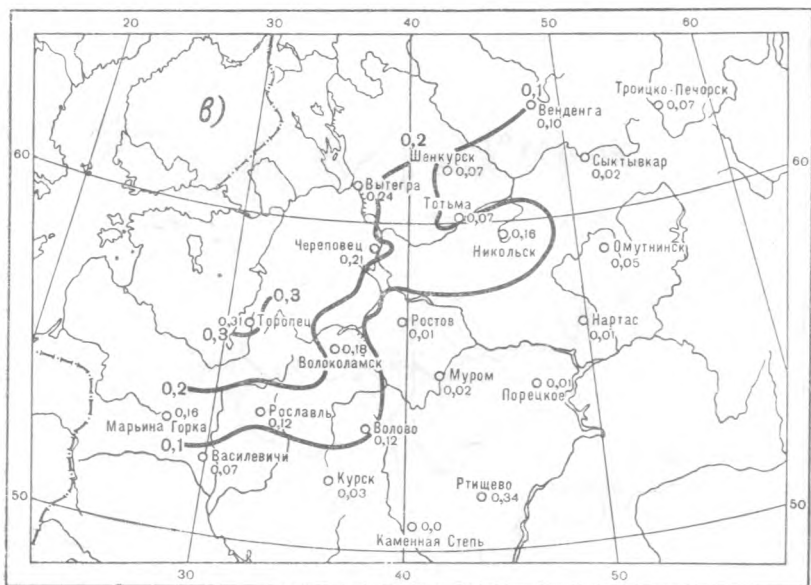 20 30 40 50 60
в)
0,1
Венденга
0,10
Троицко-Печорск
0,07
0,2
Шенкурск
0,07
60
60
Сыктывкар
0,02
Вытегра
0,24
Тотьма
0,07
Череповец
0,21
0,16
Никольск
Омутнинск
0,05
0,3
0,31
Торопец
0,3
Ростов
0,01
Нартас
0,01
0,18
Волоколамск
0,2
Муром
0,02
0,01
Порецкое
0,16
Марьина Горка
Рославль
0,12
Волово
0,12
0,1
Василевичи
0,07
Курск
0,03
Ртищево
0,34
50
50
0,0
Каменная Степь
30 40 50